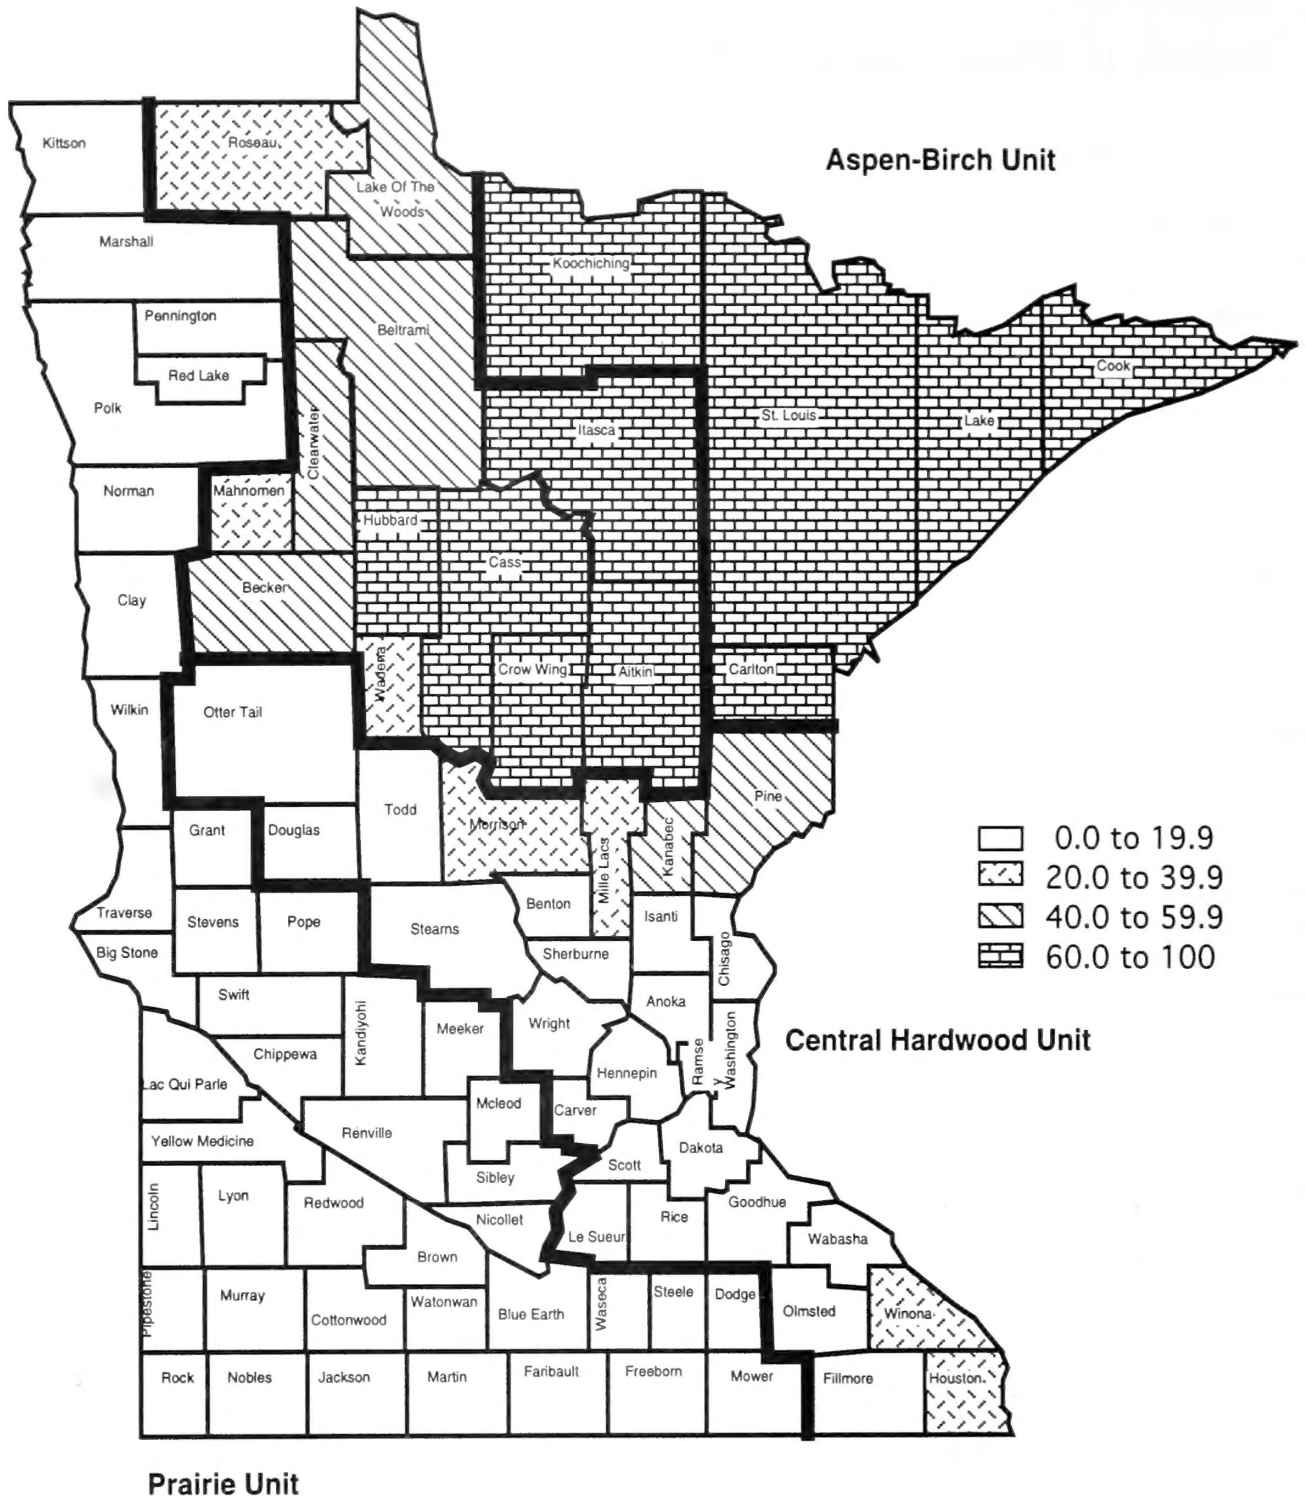 Aspen-Birch Unit
Kittson
Roseau
Lake Of The
Woods
Marshall
Koochiching
Pennington
Beltrami
Red Lake
Cook
Polk
St. Louis
Lake
Itasca
Clearwater
Norman
Mahnomen
Hubbard
Cass
Becker
Clay
Wadena
Crow Wing
Aitkin
Carlton
Wilkin
Otter Tail
Pine
Todd
Grant
Douglas
Morrison
Mille Lacs
Kanabec
0.0 to 19.9
20.0 to 39.9
40.0 to 59.9
60.0 to 100
Traverse
Stevens
Pope
Stearns
Benton
Isanti
Chisago
Big Stone
Sherburne
Swift
Kandiyohi
Meeker
Wright
Anoka
Ramse
y
Washington
Central Hardwood Unit
Chippewa
Hennepin
Lac Qui Parle
Mcleod
Carver
Yellow Medicine
Renville
Dakota
Scott
Sibley
Lincoln
Lyon
Redwood
Goodhue
Nicollet
Rice
Le Sueur
Wabasha
Brown
Pipestone
Murray
Cottonwood
Watonwan
Blue Earth
Waseca
Steele
Dodge
Olmsted
Winona
Rock
Nobles
Jackson
Martin
Faribault
Freeborn
Mower
Fillmore
Houston
Prairie Unit